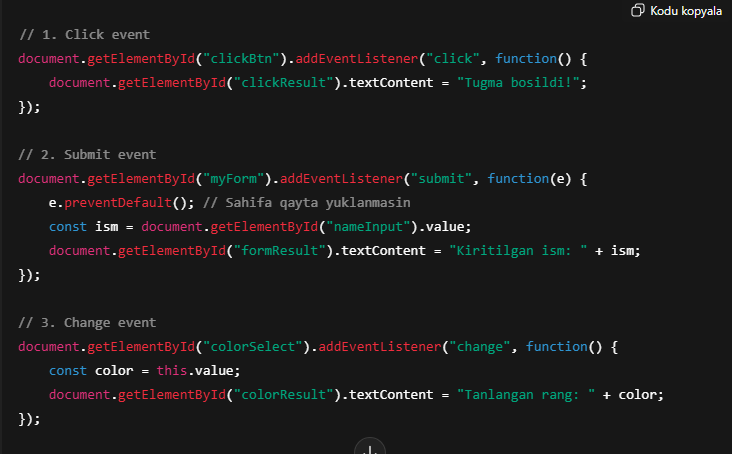 Kodu kopyala
// 1. Click event
document.getElementById("clickBtn").addEventListener("click", function() {
    document.getElementById("clickResult").textContent = "Tugma bosildi!";
});

// 2. Submit event
document.getElementById("myForm").addEventListener("submit", function(e) {
    e.preventDefault(); // Sahifa qayta yuklanmasin
    const ism = document.getElementById("nameInput").value;
    document.getElementById("formResult").textContent = "Kiritilgan ism: " + ism;
});

// 3. Change event
document.getElementById("colorSelect").addEventListener("change", function() {
    const color = this.value;
    document.getElementById("colorResult").textContent = "Tanlangan rang: " + color;
});